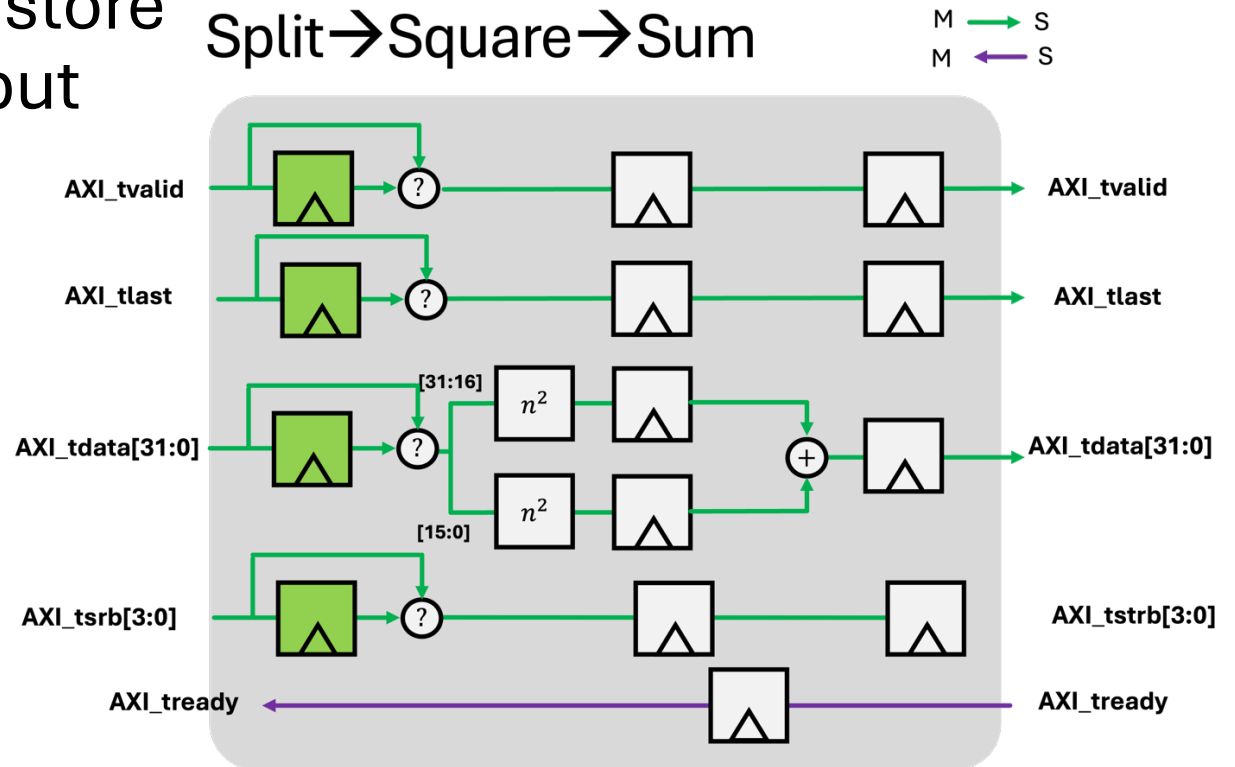 store
Split→Square→Sum
M → S
M ← S
put
AXI_tvalid
?
AXI_tvalid
AXI_tlast
?
AXI_tlast
[31:16]
n²
AXI_tdata[31:0]
?
+
AXI_tdata[31:0]
n²
[15:0]
AXI_tsrb[3:0]
?
AXI_tstrb[3:0]
AXI_tready
AXI_tready